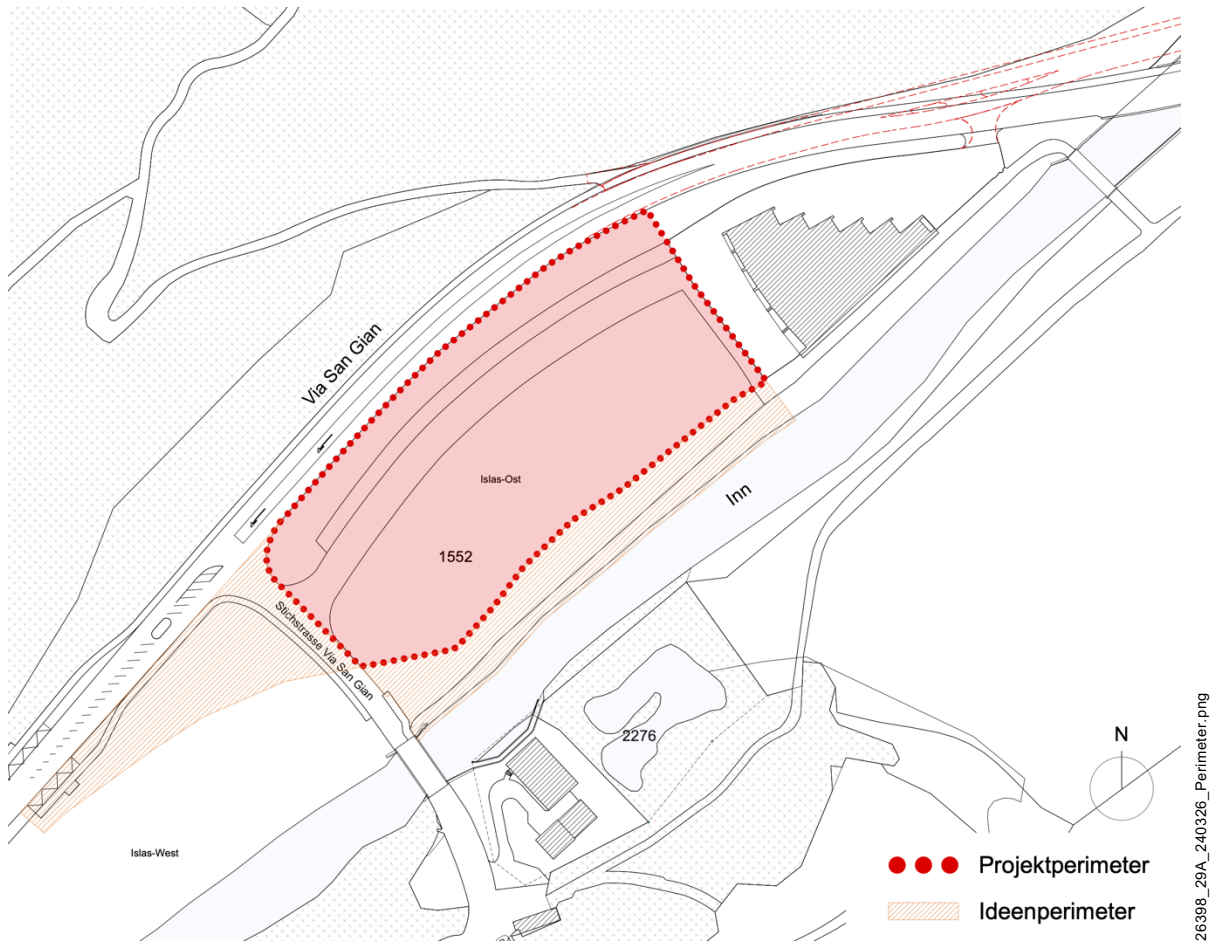 Via San Gian
Islas-Ost
1552
Inn
Stichstrasse Via San Gian
2276
Islas-West
N
Projektperimeter
Ideenperimeter
26398_29A_240326_Perimeter.png